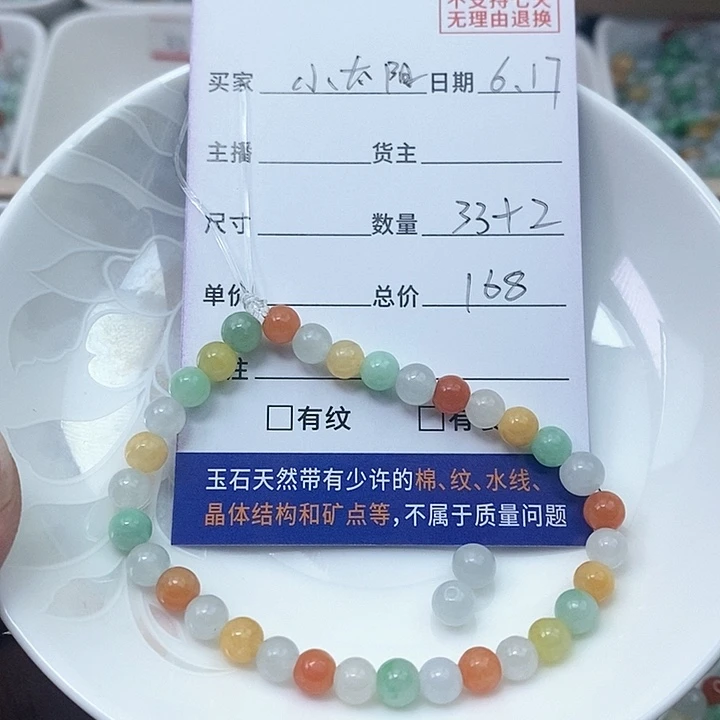 不支持七天
无理由退换
买家 小太阳 日期 6.17
主播 货主
尺寸 数量 33+2
单价 总价 168
注
□有纹 □有
玉石天然带有少许的棉、纹、水线、
晶体结构和矿点等，不属于质量问题